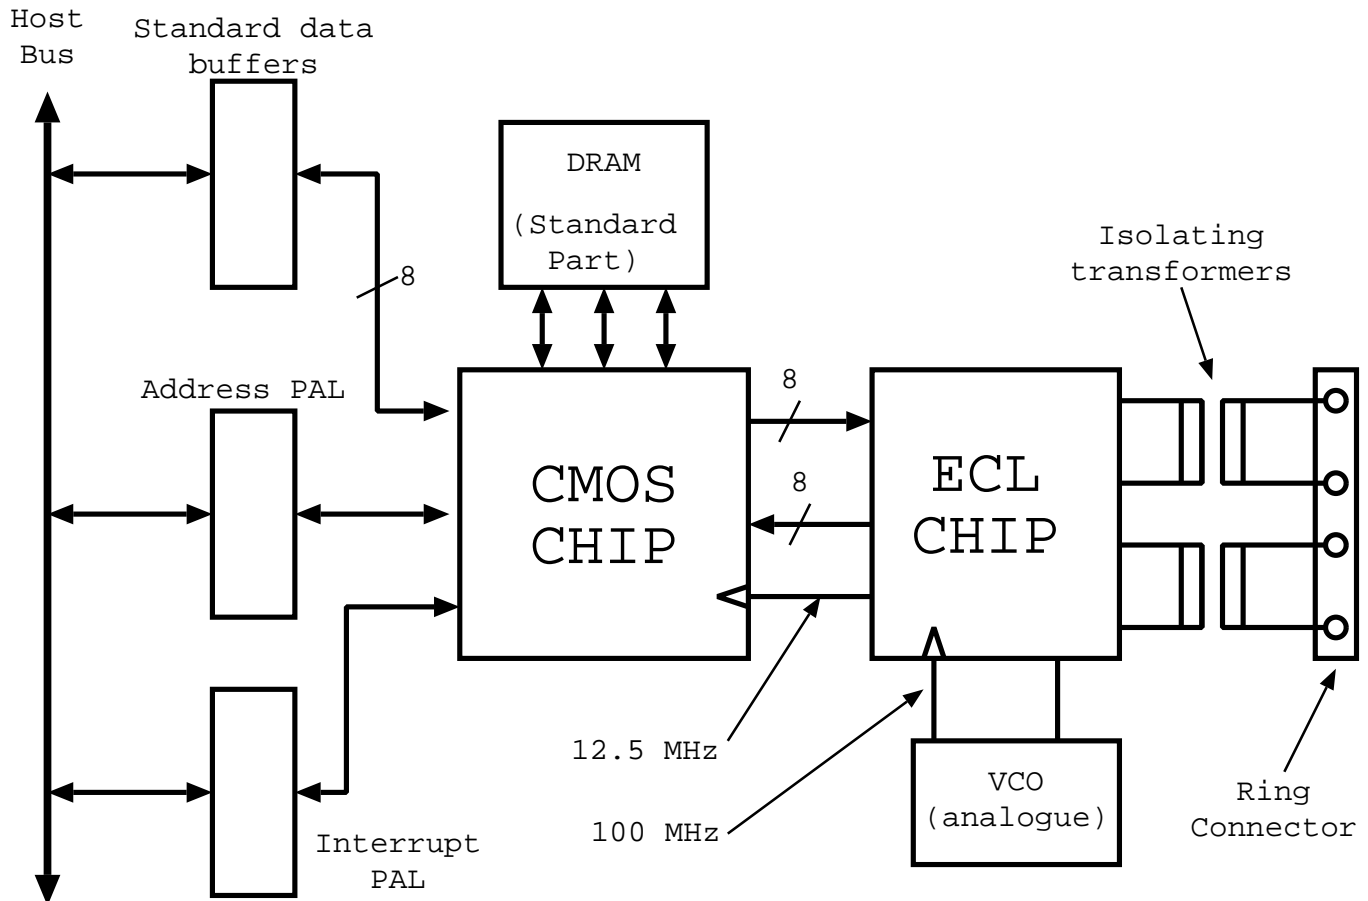 Host
Bus
Standard data
buffers
DRAM
(Standard
Part)
Isolating
transformers
8
Address PAL
8
CMOS
CHIP
ECL
CHIP
8
12.5 MHz
100 MHz
VCO
(analogue)
Ring
Connector
Interrupt
PAL